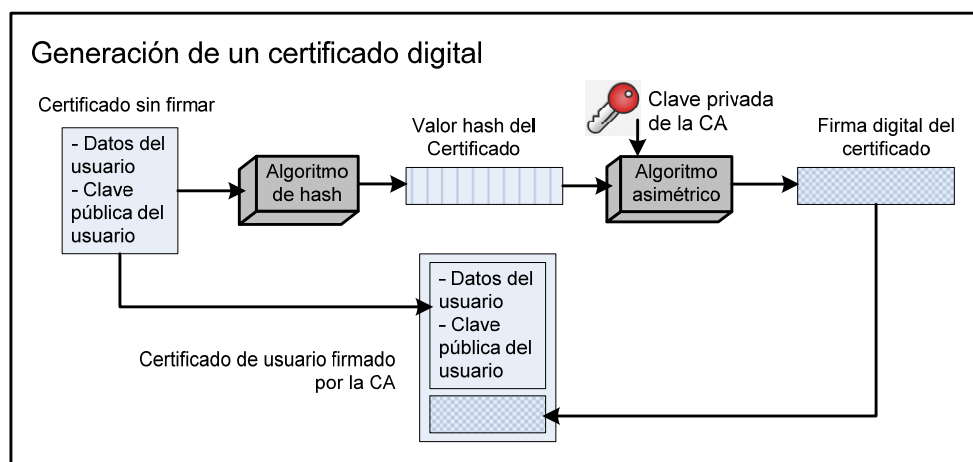 Generación de un certificado digital
Certificado sin firmar
- Datos del
usuario
- Clave
pública del
usuario
Algoritmo
de hash
Valor hash del
Certificado
Clave privada
de la CA
Algoritmo
asimétrico
Firma digital del
certificado
- Datos del
usuario
- Clave
pública del
usuario
Certificado de usuario firmado
por la CA